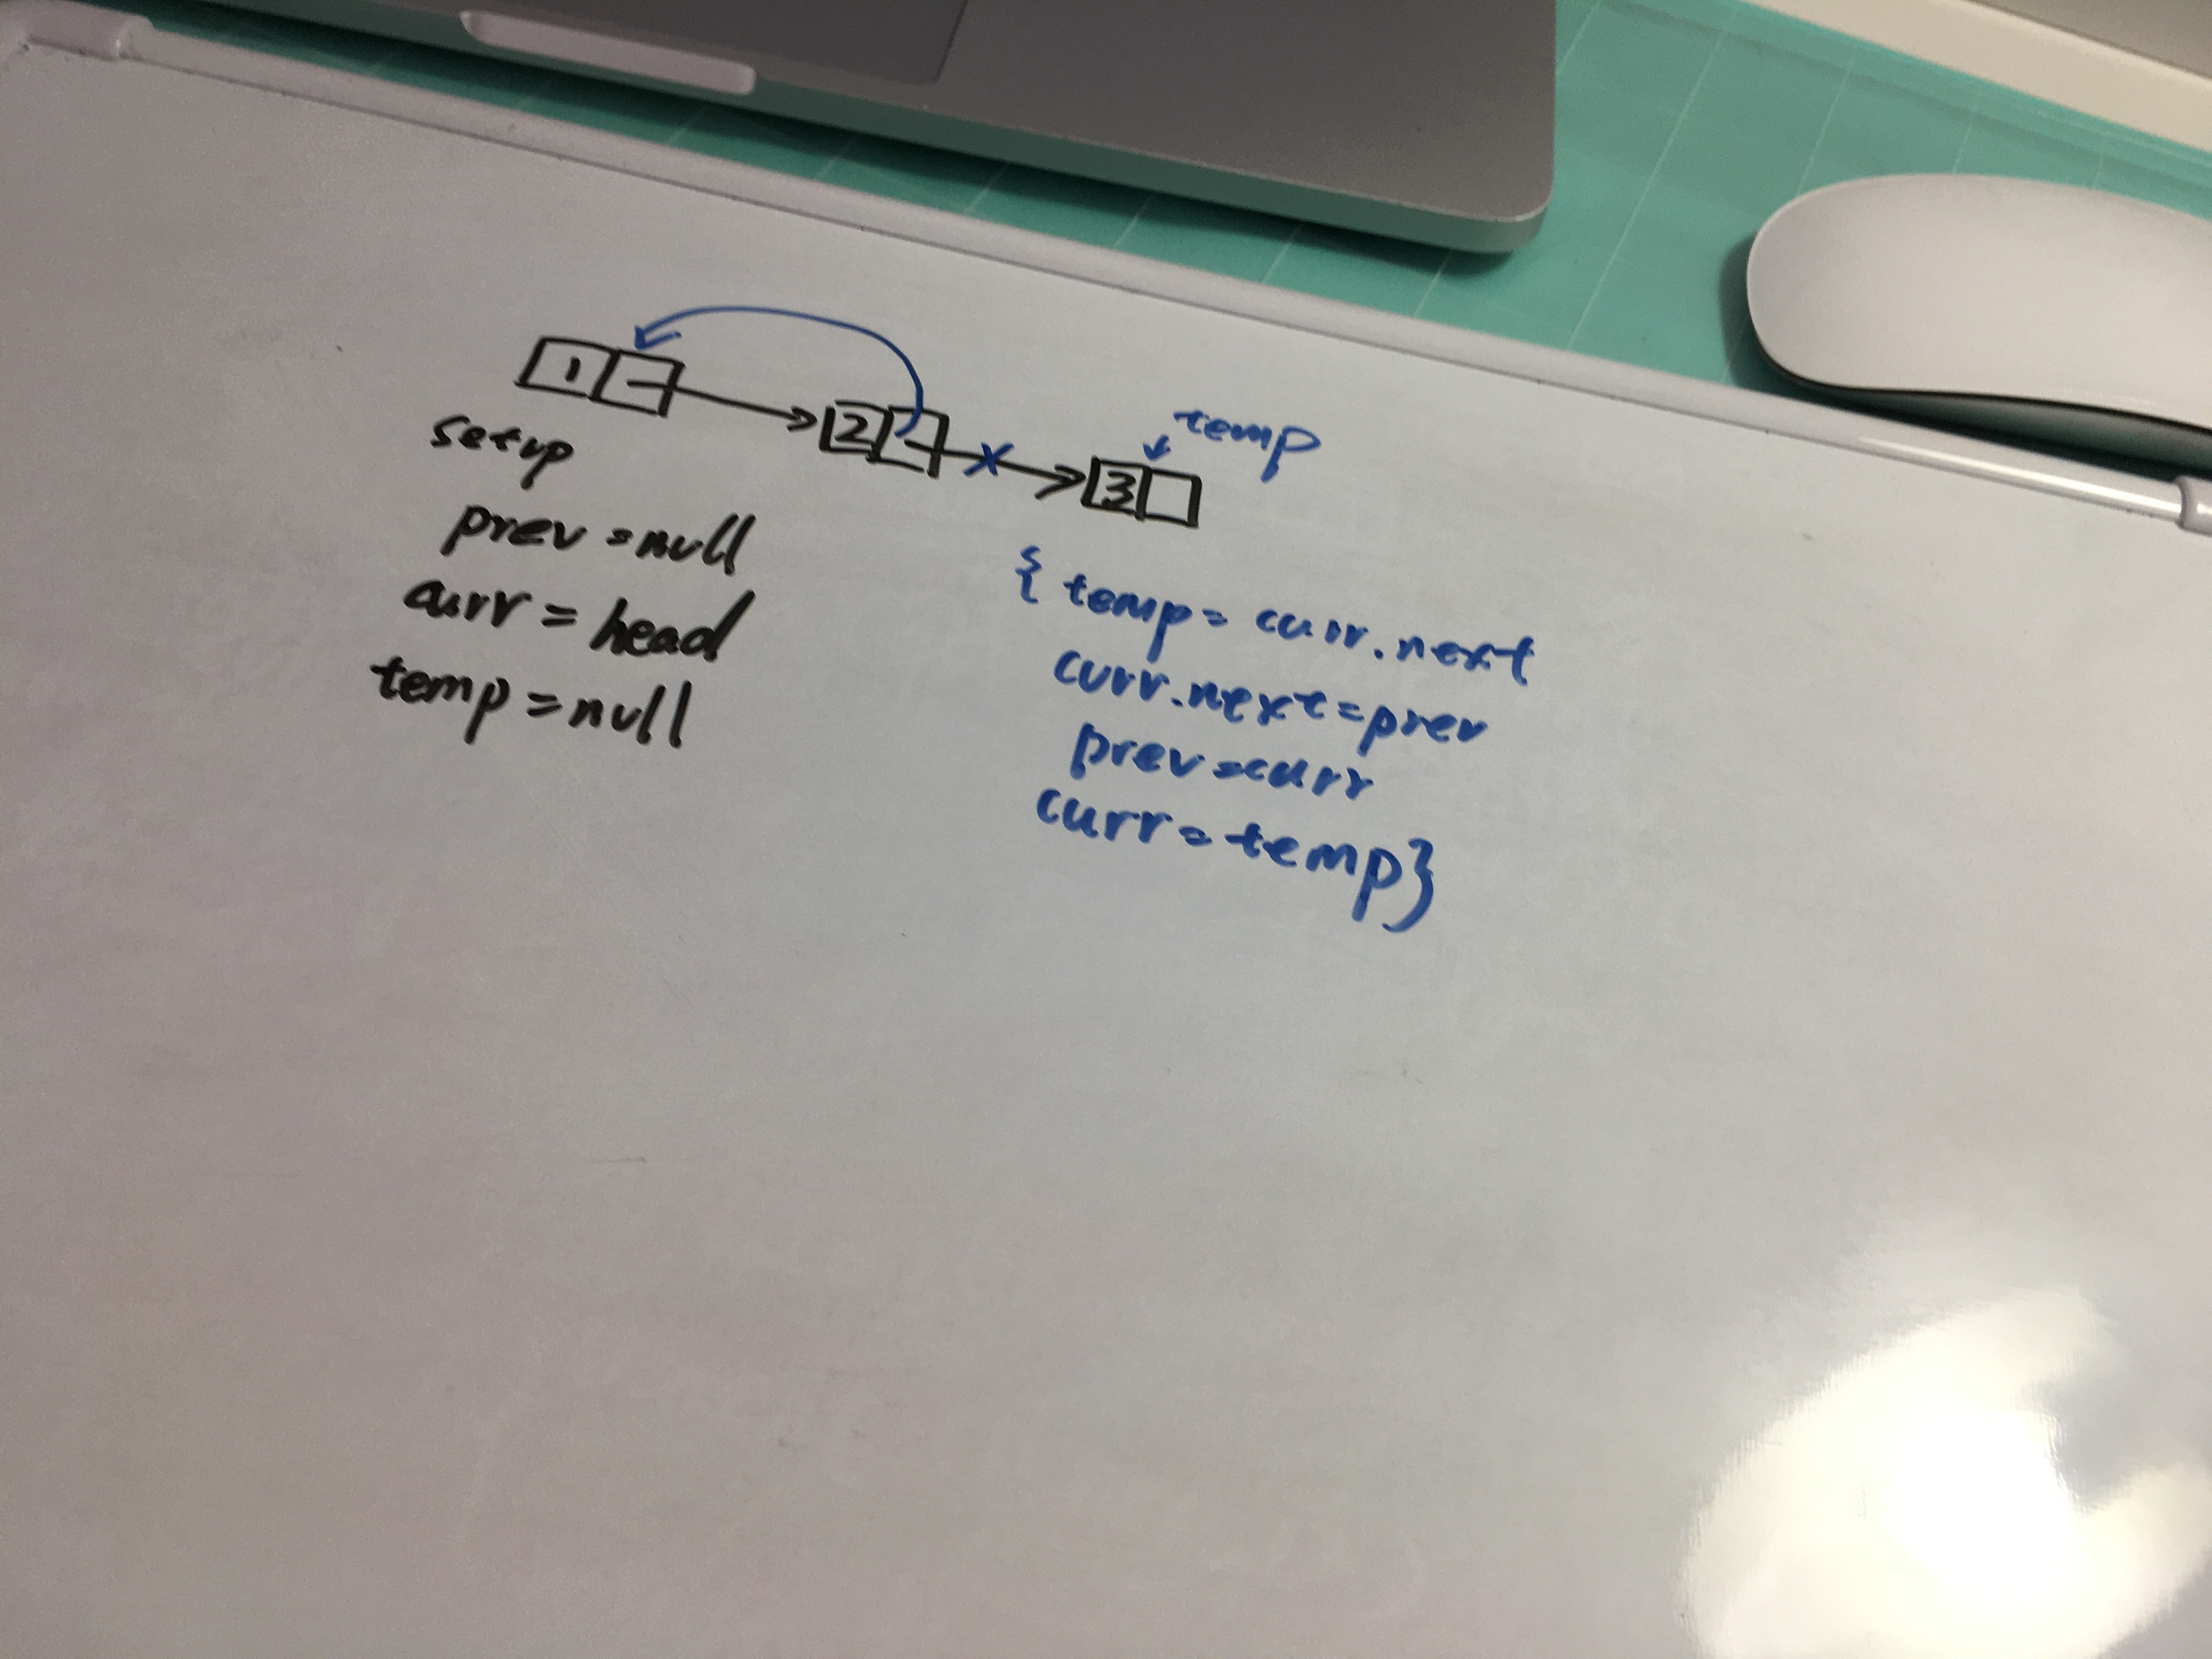 1
2
3
temp
setup
prev = null
curr = head
temp = null
{ temp = curr.next
curr.next = prev
prev = curr
curr = temp }